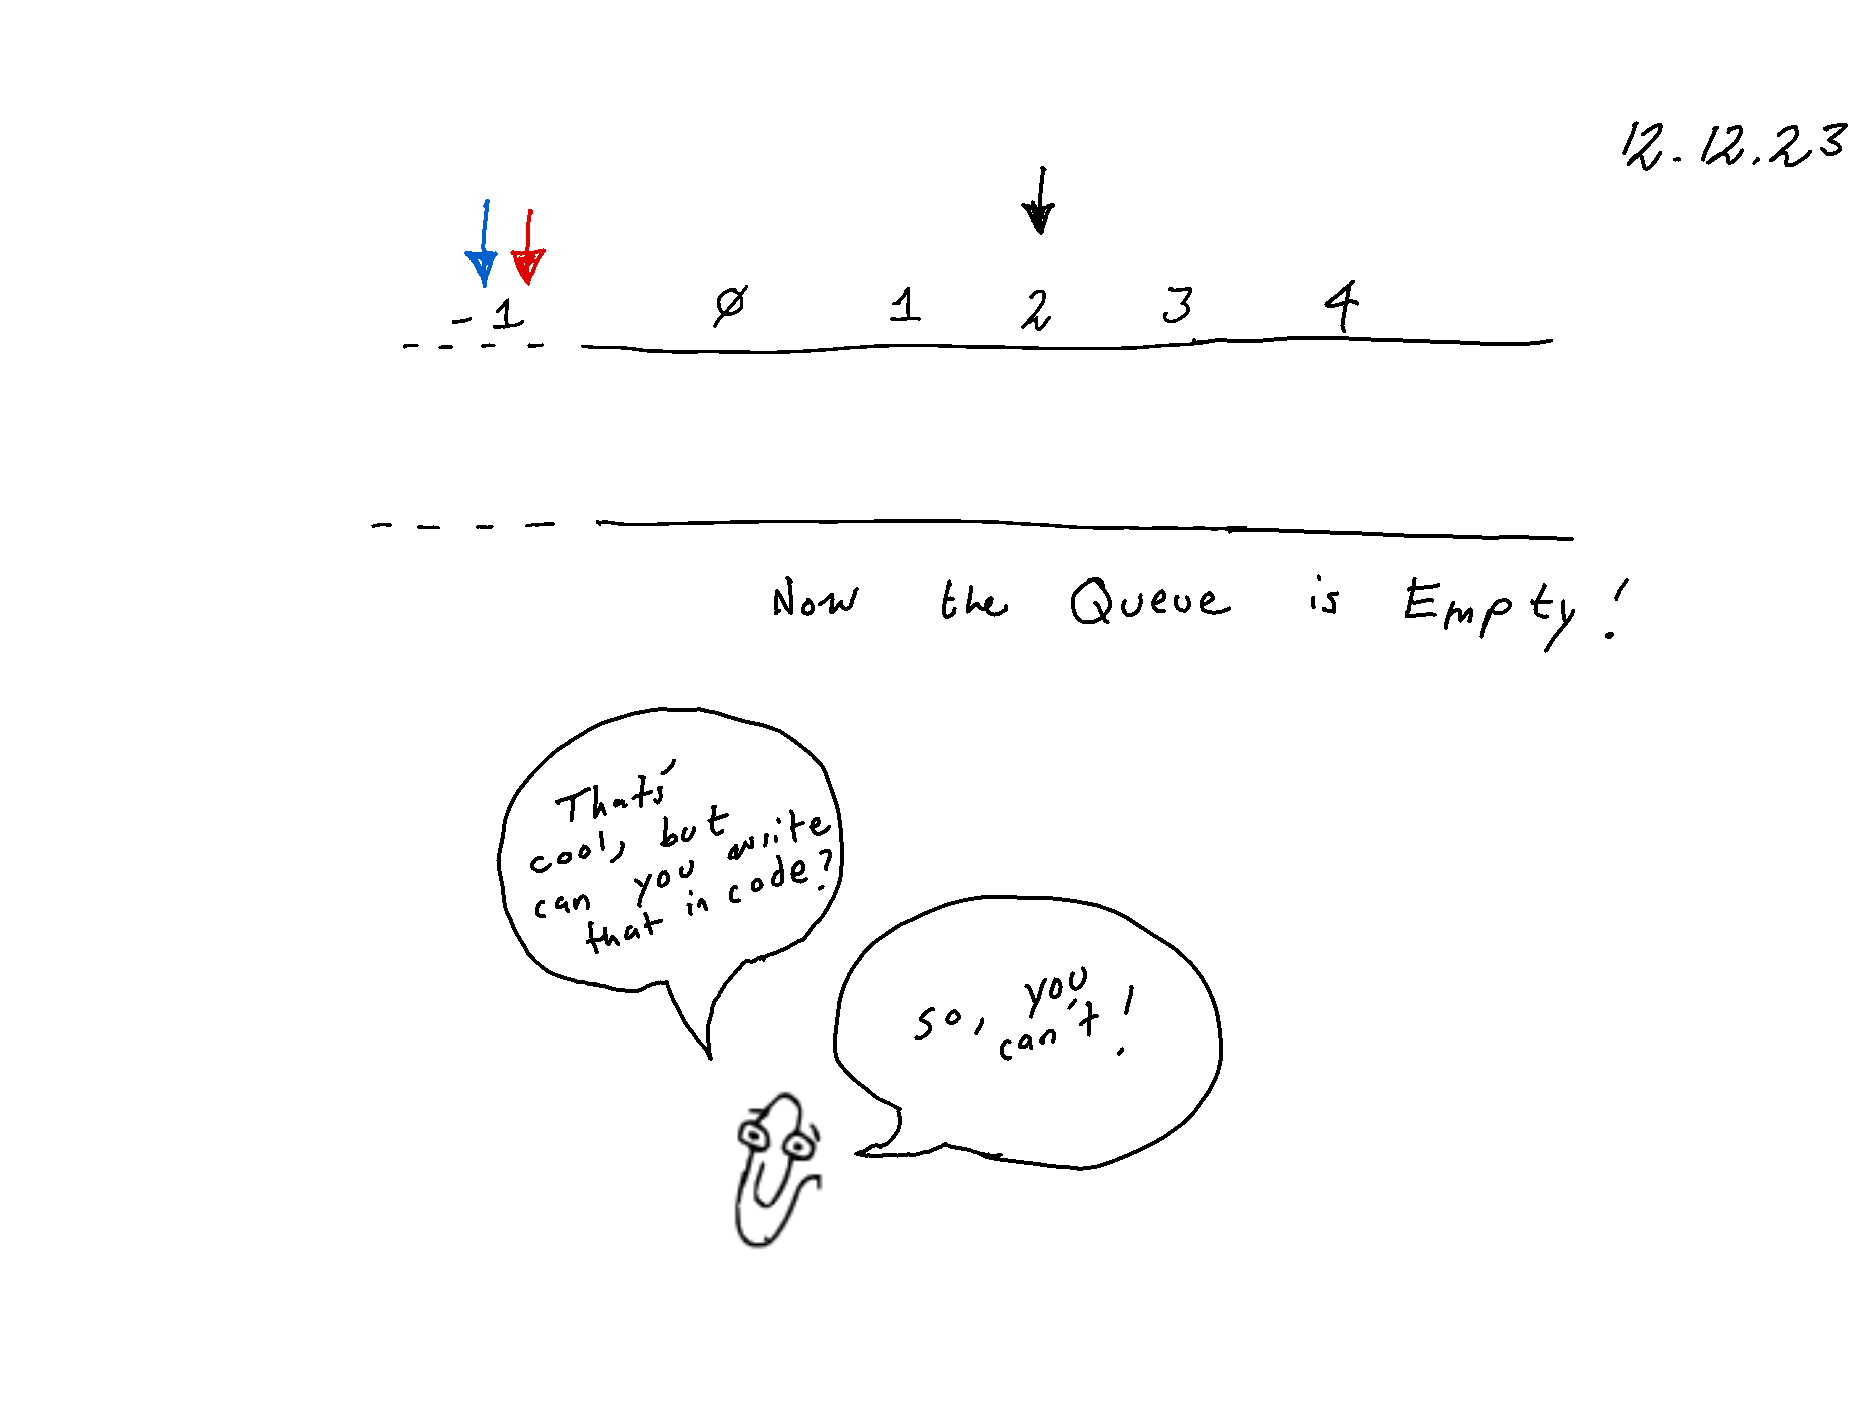 12.12.23
-1 0 1 2 3 4
Now the Queue is Empty!
That's
cool, but
can you write
that in code?
so, you
can't!